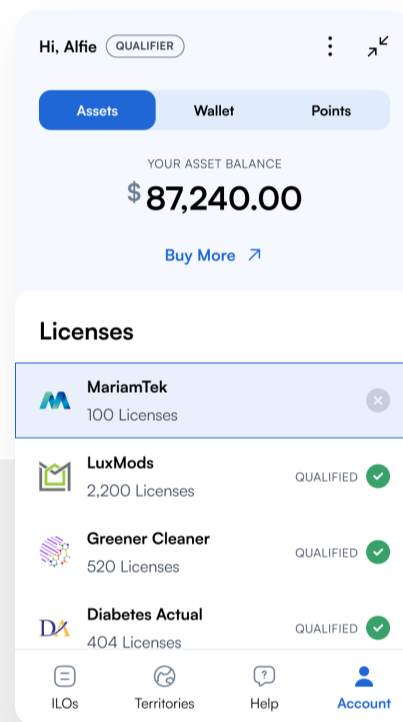 Hi, Alfie QUALIFIER
Assets Wallet Points
YOUR ASSET BALANCE
$87,240.00
Buy More
Licenses
MariamTek
100 Licenses
LuxMods
2,200 Licenses
QUALIFIED
Greener Cleaner
520 Licenses
QUALIFIED
DA
Diabetes Actual
404 Licenses
QUALIFIED
ILOs Territories Help Account